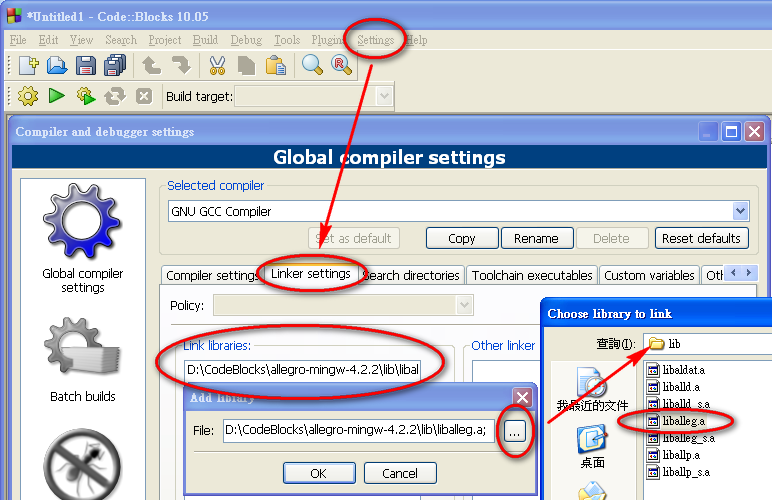 *Untitled1 - Code::Blocks 10.05
File Edit View Search Project Build Debug Tools Plugins Settings Help
Build target:
Compiler and debugger settings
Global compiler settings
Selected compiler
GNU GCC Compiler
Set as default Copy Rename Delete Reset defaults
Global compiler
settings
Batch builds
Compiler settings Linker settings Search directories Toolchain executables Custom variables Oth
Policy:
Link libraries:
D:\CodeBlocks\allegro-mingw-4.2.2\lib\libal
Other linker
Add library
File: D:\CodeBlocks\allegro-mingw-4.2.2\lib\liballeg.a; ...
OK Cancel
Choose library to link
查詢(I): lib
我最近的文件
桌面
libaldat.a
liballd.a
liballd_s.a
liballeg.a
liballeg_s.a
liballp.a
liballp_s.a